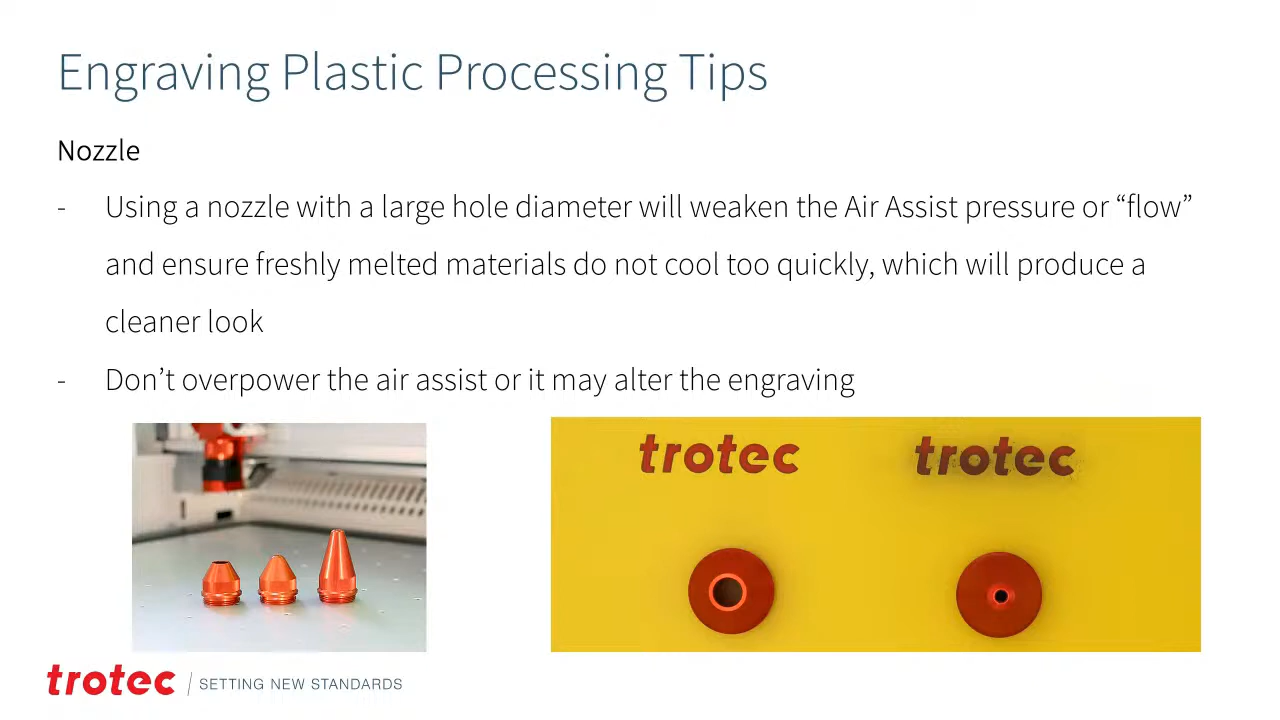 Engraving Plastic Processing Tips
Nozzle
- Using a nozzle with a large hole diameter will weaken the Air Assist pressure or “flow”
and ensure freshly melted materials do not cool too quickly, which will produce a
cleaner look
- Don’t overpower the air assist or it may alter the engraving
trotec trotec
trotec | SETTING NEW STANDARDS